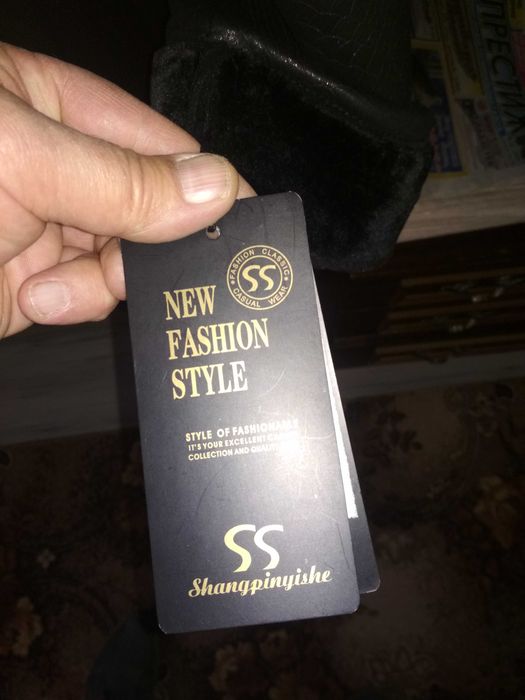 FASHION CLASSIC
SS
CASUAL WEAR
NEW
FASHION
STYLE
STYLE OF FASHIONABLE
IT'S YOUR EXCELLENT
COLLECTION AND QUALITY
SS
Shangpinyishe
ПРЕСТИЖ